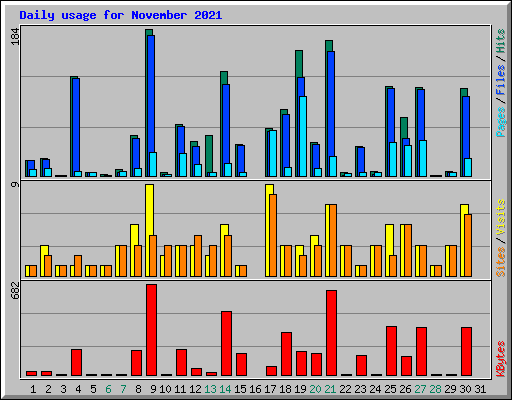 Daily usage for November 2021
184
Pages / Files / Hits
9
Sites / Visits
682
KBytes
1 2 3 4 5 6 7 8 9 10 11 12 13 14 15 16 17 18 19 20 21 22 23 24 25 26 27 28 29 30 31